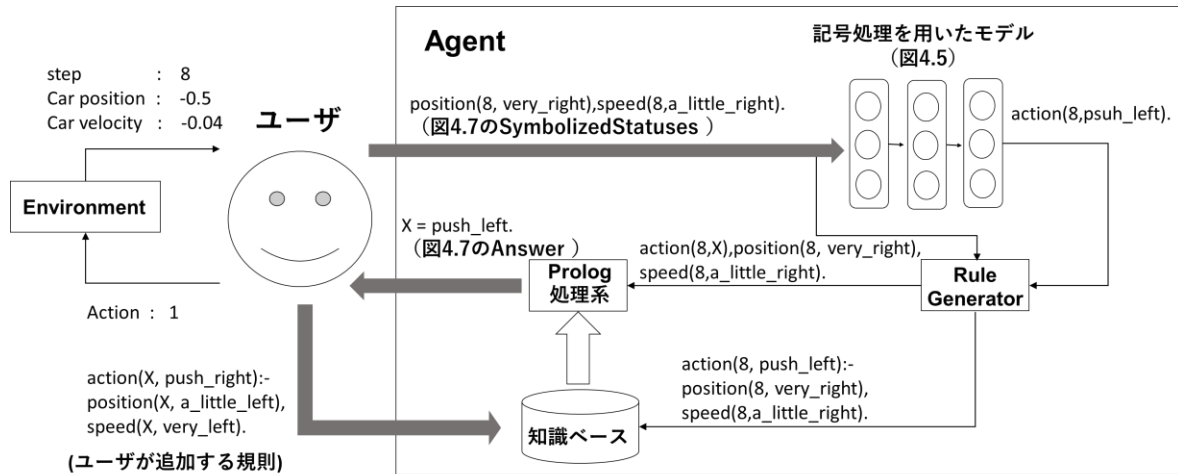 Agent
記号処理を用いたモデル
（図4.5）
step : 8
Car position : -0.5
Car velocity : -0.04
ユーザ
position(8, very_right),speed(8,a_little_right).
（図4.7のSymbolizedStatuses ）
action(8,psuh_left).
Environment
X = push_left.
（図4.7のAnswer ）
action(8,X),position(8, very_right),
speed(8,a_little_right).
Prolog
処理系
Rule
Generator
Action : 1
action(X, push_right):-
position(X, a_little_left),
speed(X, very_left).
(ユーザが追加する規則)
action(8, push_left):-
position(8, very_right),
speed(8,a_little_right).
知識ベース